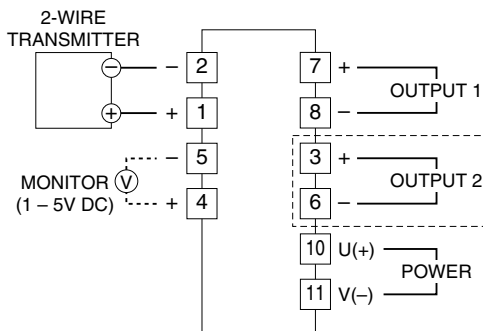 2-WIRE
TRANSMITTER
− − 2
+ + 1
− 5
MONITOR V
(1 – 5V DC) + 4
7 +
OUTPUT 1
8 −
3 +
OUTPUT 2
6 −
10 U(+)
POWER
11 V(−)